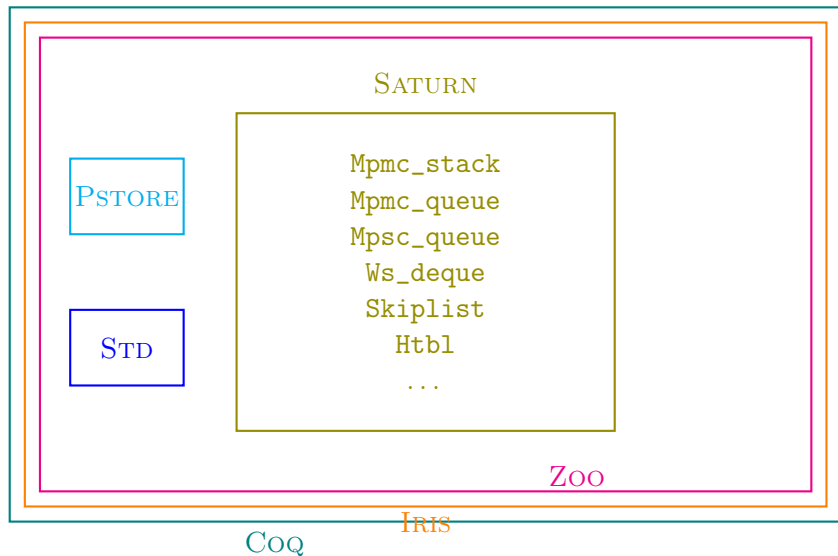 SATURN
PSTORE
Mpmc_stack
Mpmc_queue
Mpsc_queue
Ws_deque
Skiplist
Htbl
...
STD
ZOO
IRIS
COQ